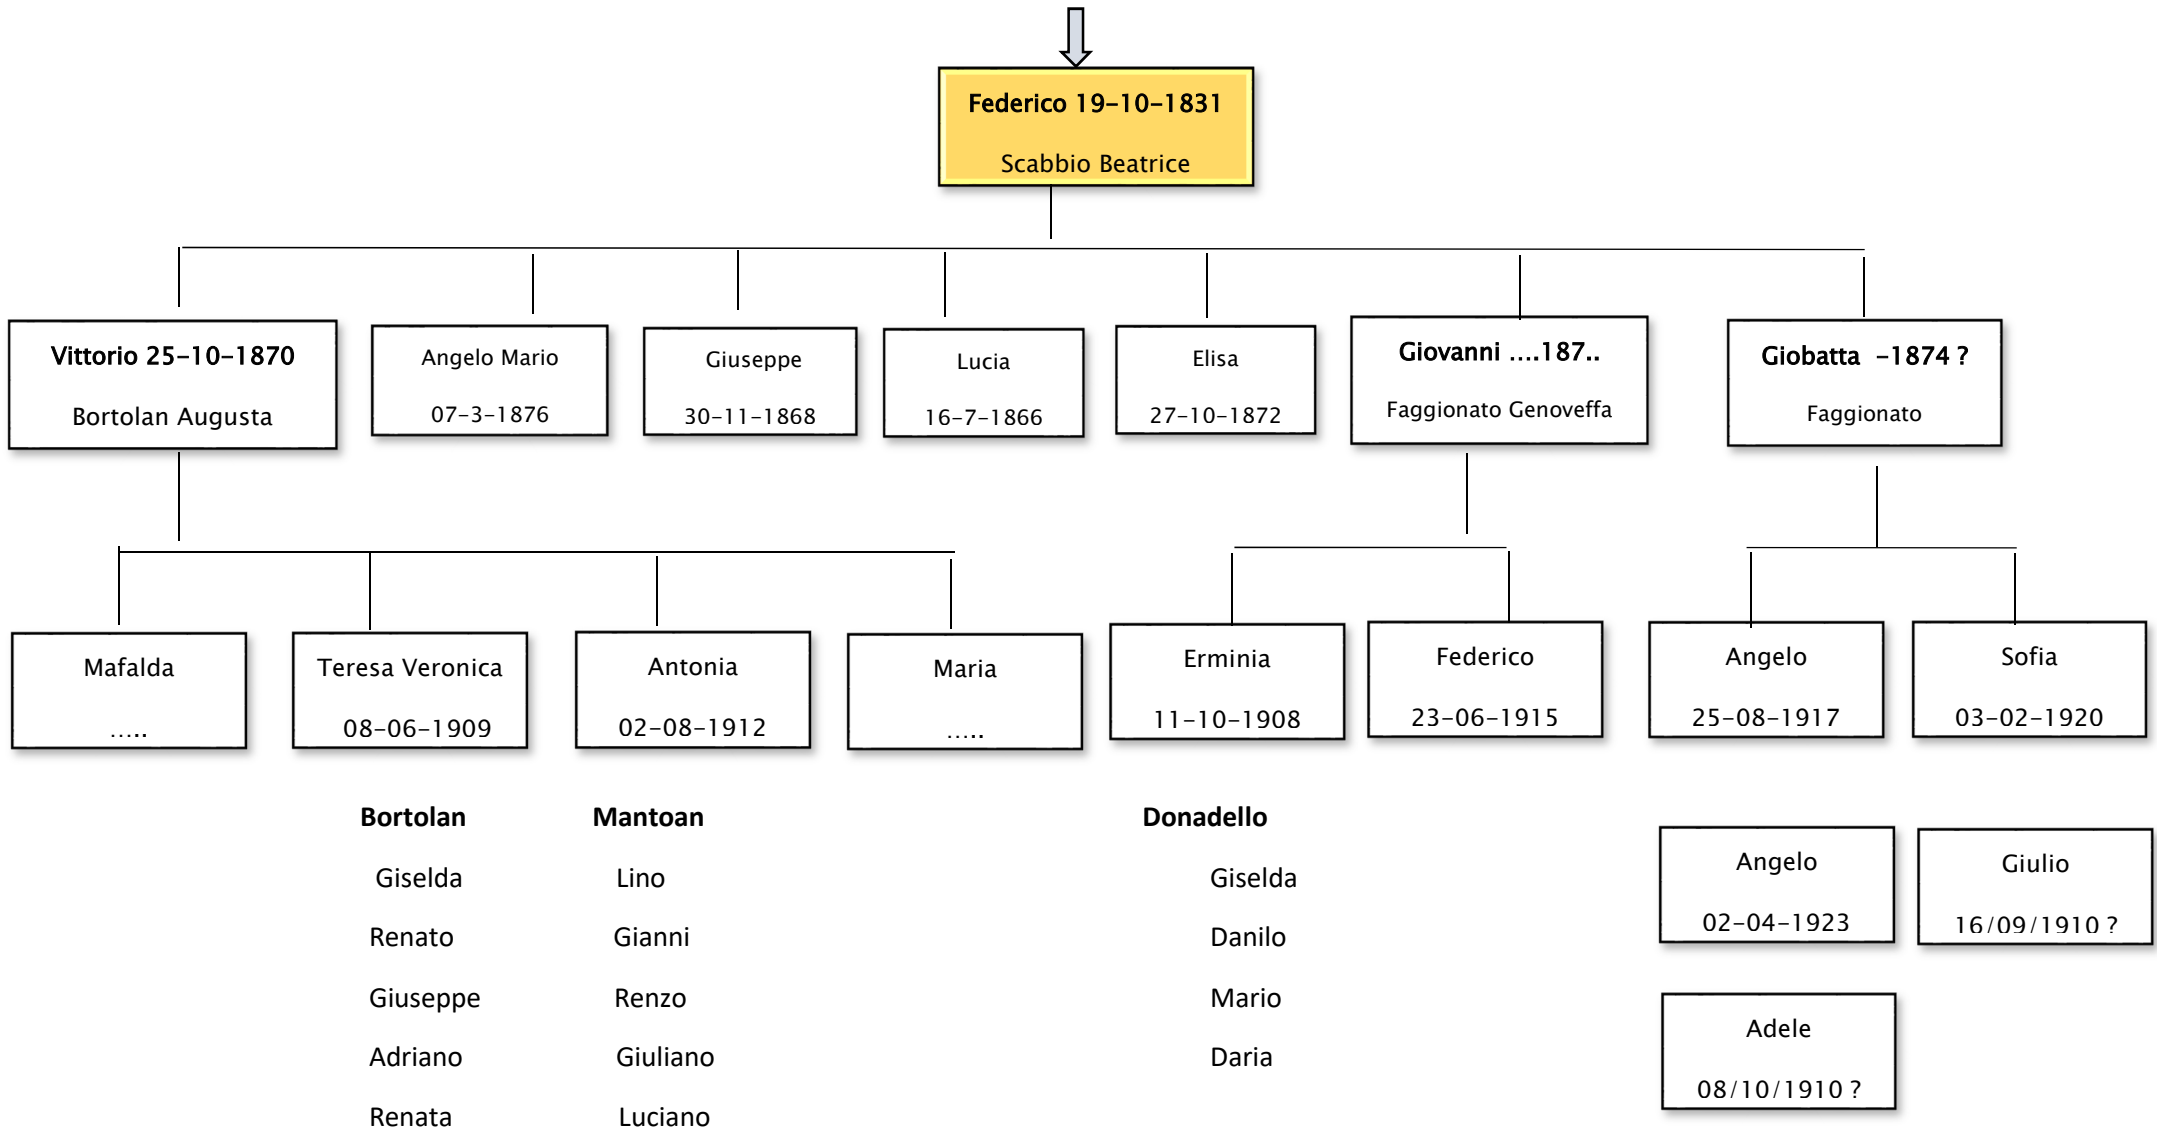 Federico 19-10-1831
Scabbio Beatrice
Vittorio 25-10-1870
Bortolan Augusta
Angelo Mario
07-3-1876
Giuseppe
30-11-1868
Lucia
16-7-1866
Elisa
27-10-1872
Giovanni ....187..
Faggionato Genoveffa
Giobatta -1874 ?
Faggionato
Mafalda
.....
Teresa Veronica
08-06-1909
Antonia
02-08-1912
Maria
.....
Erminia
11-10-1908
Federico
23-06-1915
Angelo
25-08-1917
Sofia
03-02-1920
Bortolan
Giselda
Renato
Giuseppe
Adriano
Renata
Mantoan
Lino
Gianni
Renzo
Giuliano
Luciano
Donadello
Giselda
Danilo
Mario
Daria
Angelo
02-04-1923
Giulio
16/09/1910 ?
Adele
08/10/1910 ?